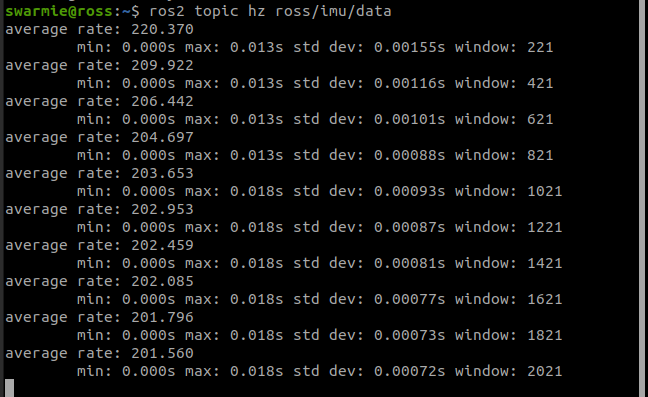 swarmie@ross:~$ ros2 topic hz ross/imu/data
average rate: 220.370
        min: 0.000s max: 0.013s std dev: 0.00155s window: 221
average rate: 209.922
        min: 0.000s max: 0.013s std dev: 0.00116s window: 421
average rate: 206.442
        min: 0.000s max: 0.013s std dev: 0.00101s window: 621
average rate: 204.697
        min: 0.000s max: 0.013s std dev: 0.00088s window: 821
average rate: 203.653
        min: 0.000s max: 0.018s std dev: 0.00093s window: 1021
average rate: 202.953
        min: 0.000s max: 0.018s std dev: 0.00087s window: 1221
average rate: 202.459
        min: 0.000s max: 0.018s std dev: 0.00081s window: 1421
average rate: 202.085
        min: 0.000s max: 0.018s std dev: 0.00077s window: 1621
average rate: 201.796
        min: 0.000s max: 0.018s std dev: 0.00073s window: 1821
average rate: 201.560
        min: 0.000s max: 0.018s std dev: 0.00072s window: 2021